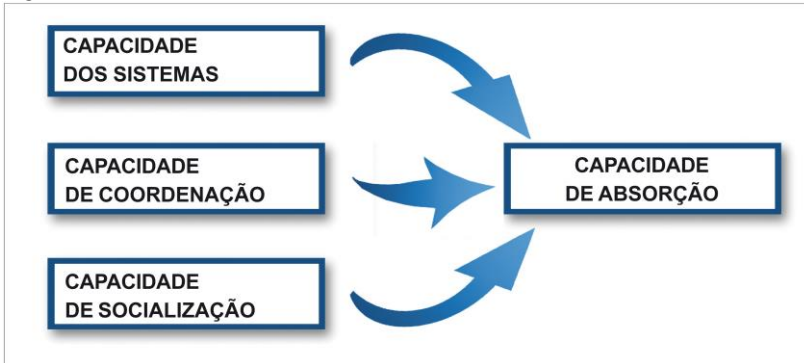 CAPACIDADE
DOS SISTEMAS
CAPACIDADE
DE COORDENAÇÃO
CAPACIDADE
DE SOCIALIZAÇÃO
CAPACIDADE
DE ABSORÇÃO